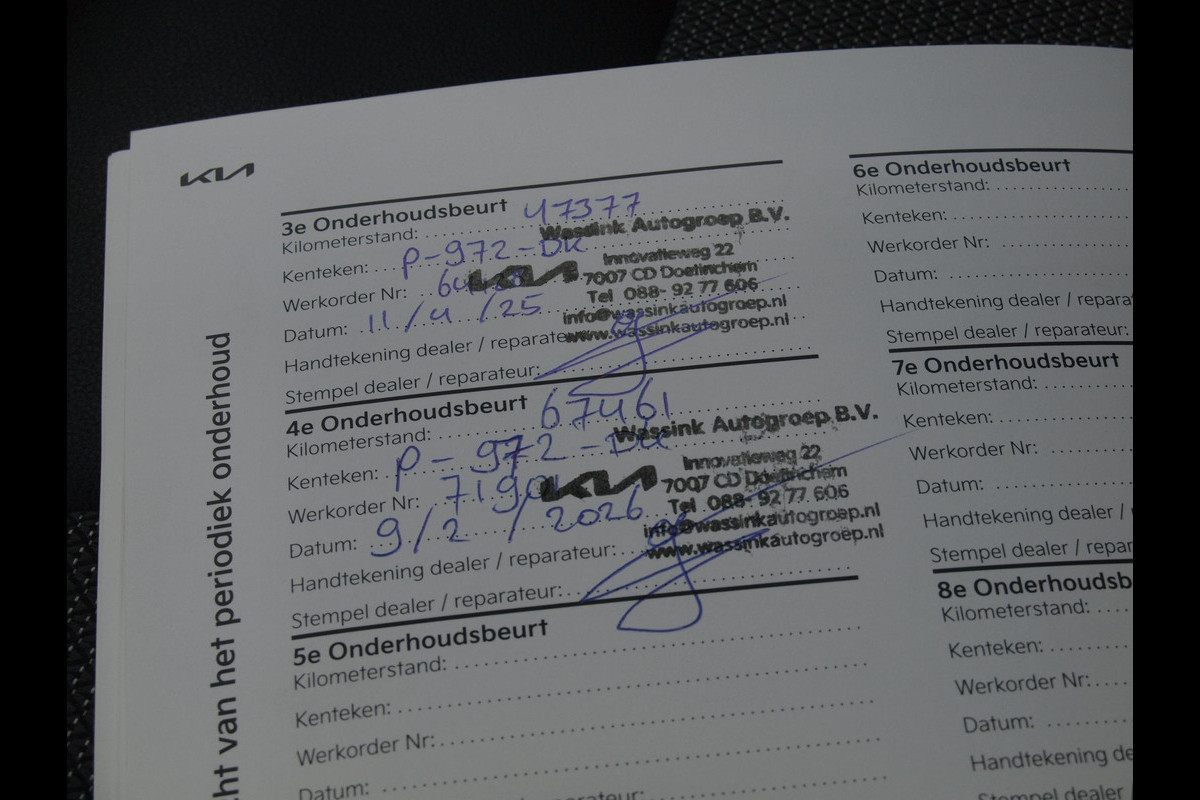 KIA
3e Onderhoudsbeurt
Kilometerstand: 47377
Kenteken: P-972-DK
Werkorder Nr:
Datum: 11/4/25
Handtekening dealer / reparateur:
Stempel dealer / reparateur:
Wassink Autogroep B.V.
KIA
Innovatieweg 22
7007 CD Doetinchem
Tel 088- 92 77 606
info@wassinkautogroep.nl
www.wassinkautogroep.nl
4e Onderhoudsbeurt
Kilometerstand: 67461
Kenteken: P-972-DK
Werkorder Nr:
Datum: 9/2/2026
Handtekening dealer / reparateur:
Stempel dealer / reparateur:
Wassink Autogroep B.V.
KIA
Innovatieweg 22
7007 CD Doetinchem
Tel 088- 92 77 606
info@wassinkautogroep.nl
www.wassinkautogroep.nl
5e Onderhoudsbeurt
Kilometerstand:
Kenteken:
Werkorder Nr:
Datum:
6e Onderhoudsbeurt
Kilometerstand:
Kenteken:
Werkorder Nr:
Datum:
Handtekening dealer / repara
Stempel dealer / reparateur:
7e Onderhoudsbeurt
Kilometerstand:
Kenteken:
Werkorder Nr:
Datum:
Handtekening dealer /
Stempel dealer / repar
8e Onderhoudsb
Kilometerstand:
Kenteken:
Werkorder Nr:
Datum:
Handtekening de
Stempel dealer
ht van het periodiek onderhoud